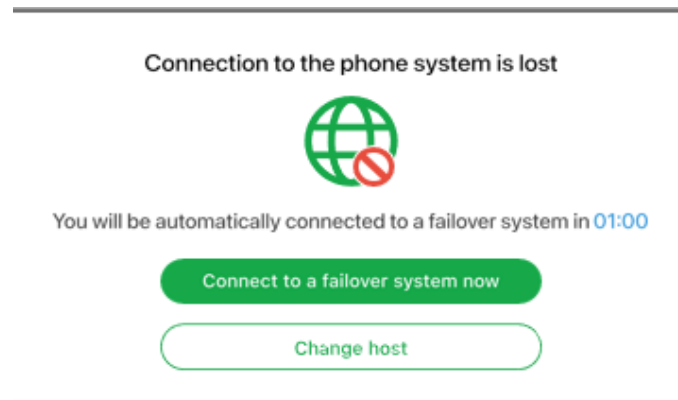 Connection to the phone system is lost
You will be automatically connected to a failover system in 01:00
Connect to a failover system now
Change host